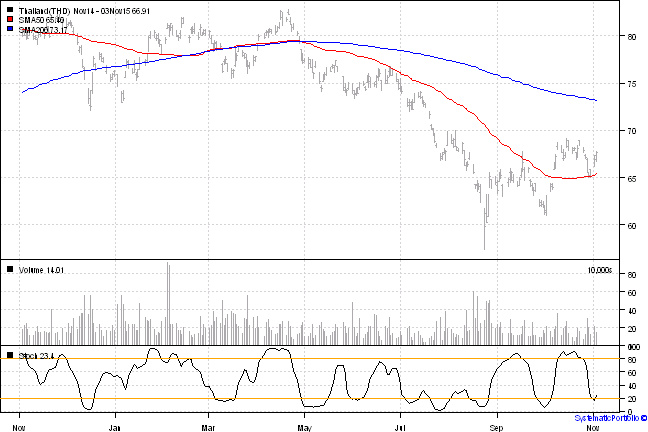 Thailand(THD) Nov14 - 03Nov15 66.91
SMA50 65.49
SMA200 73.17
80
75
70
65
60
Volume 14.01
10,000s
80
60
40
20
Stoch 23.4
100
80
60
40
20
0
Nov Jan Mar May Jul Sep Nov
SystematicPortfolio ©